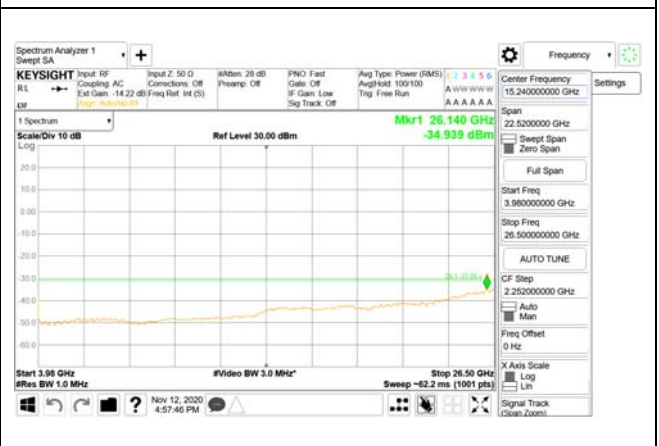 Spectrum Analyzer 1
Swept SA
+
Frequency
KEYSIGHT
RL
Input: RF
Coupling: AC
Ext Gain: -14.22 dB
Align: Auto/No RF
Input Z: 50 Ω
Corrections: Off
Freq Ref: Int (S)
#Atten: 28 dB
Preamp: Off
PNO: Fast
Gate: Off
IF Gain: Low
Sig Track: Off
Avg Type: Power (RMS)
Avg|Hold: 100/100
Trig: Free Run
1 2 3 4 5 6
A W W W W W
A A A A A A
1 Spectrum
Scale/Div 10 dB
Log
Ref Level 30.00 dBm
Mkr1 26.140 GHz
-34.939 dBm
20.0
10.0
0.00
-10.0
-20.0
-30.0
-40.0
-50.0
-60.0
Start 3.98 GHz
#Res BW 1.0 MHz
#Video BW 3.0 MHz*
Stop 26.50 GHz
Sweep ~62.2 ms (1001 pts)
Nov 12, 2020
4:57:46 PM
?
Center Frequency
15.240000000 GHz
Settings
Span
22.5200000 GHz
Swept Span
Zero Span
Full Span
Start Freq
3.980000000 GHz
Stop Freq
26.500000000 GHz
AUTO TUNE
CF Step
2.252000000 GHz
Auto
Man
Freq Offset
0 Hz
X Axis Scale
Log
Lin
Signal Track
(Span Zoom)